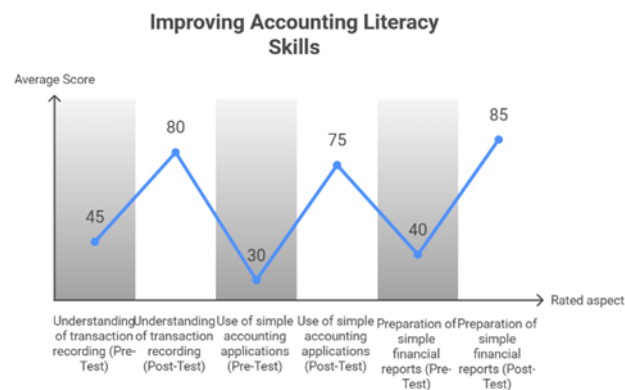 Improving Accounting Literacy
Skills
Average Score
45
80
30
75
40
85
Rated aspect
Understanding
of transaction
recording (Pre-
Test)
Understanding
of transaction
recording
(Post-Test)
Use of simple
accounting
applications
(Pre-Test)
Use of simple
accounting
applications
(Post-Test)
Preparation of
simple
financial
reports (Pre-
Test)
Preparation of
simple
financial
reports (Post-
Test)